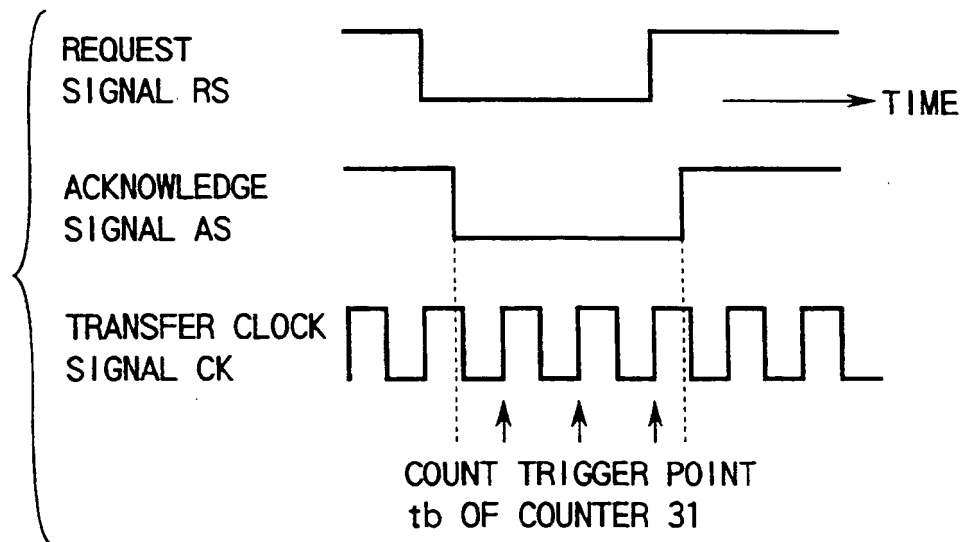 REQUEST
SIGNAL RS
TIME
ACKNOWLEDGE
SIGNAL AS
TRANSFER CLOCK
SIGNAL CK
COUNT TRIGGER POINT
tb OF COUNTER 31